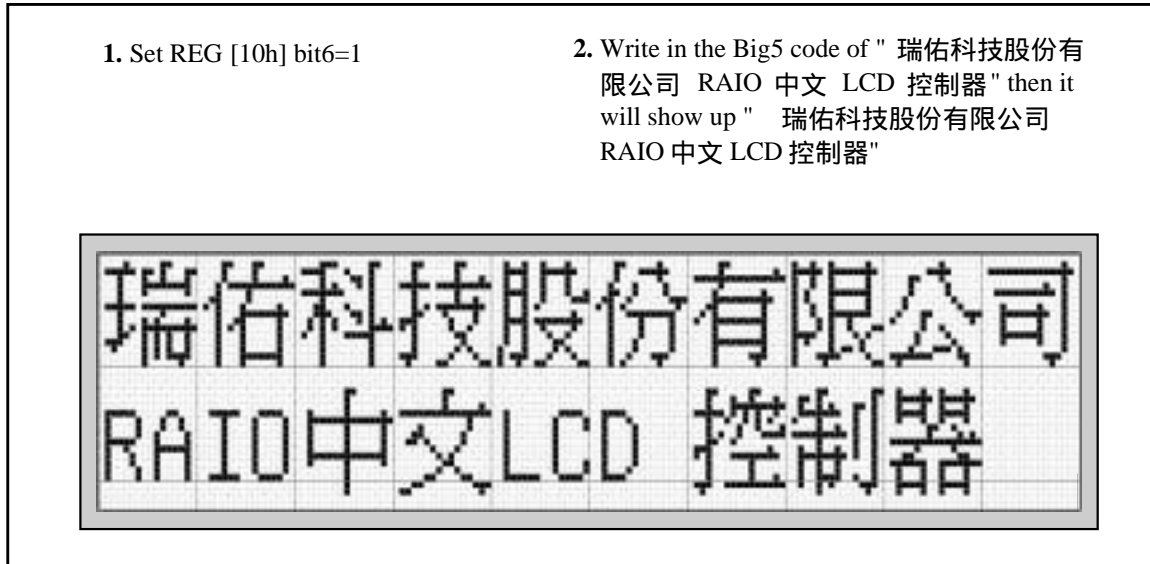 1. Set REG [10h] bit6=1
2. Write in the Big5 code of " 瑞佑科技股份有
限公司 RAIO 中文 LCD 控制器" then it
will show up " 瑞佑科技股份有限公司
RAIO 中文 LCD 控制器"
瑞佑科技股份有限公司
RAIO中文LCD 控制器